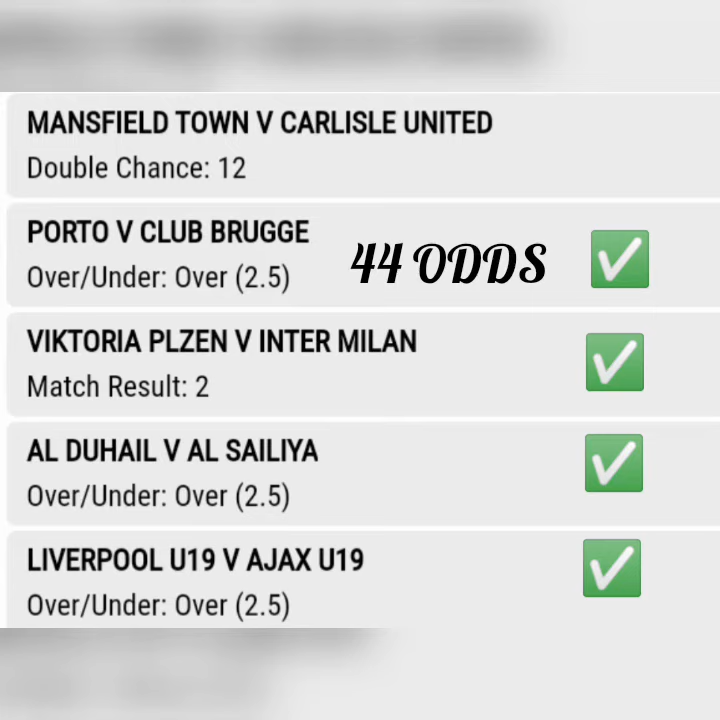 MANSFIELD TOWN V CARLISLE UNITED
Double Chance: 12
PORTO V CLUB BRUGGE
Over/Under: Over (2.5)
44 ODDS
VIKTORIA PLZEN V INTER MILAN
Match Result: 2
AL DUHAIL V AL SAILIYA
Over/Under: Over (2.5)
LIVERPOOL U19 V AJAX U19
Over/Under: Over (2.5)